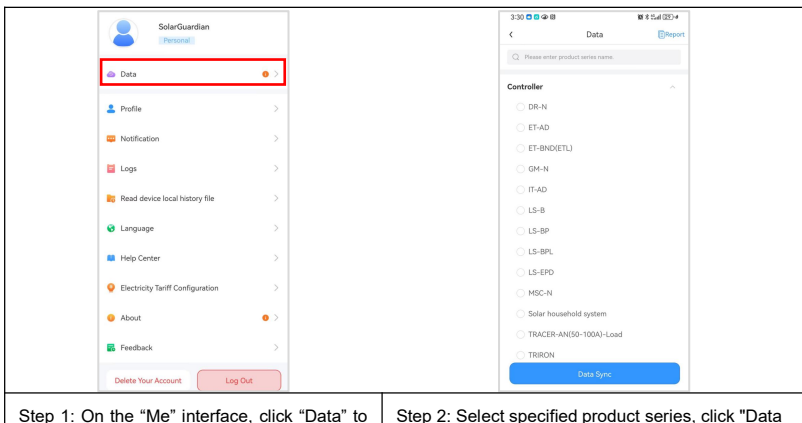 SolarGuardian
Personal
Data
Profile
Notification
Logs
Read device local history file
Language
Help Center
Electricity Tariff Configuration
About
Feedback
Delete Your Account
Log Out
3:30
Data
Report
Please enter product series name
Controller
DR-N
ET-AD
ET-BND(ETL)
GM-N
IT-AD
LS-B
LS-BP
LS-BPL
LS-EPD
MSC-N
Solar household system
TRACER-AN(50-100A)-Load
TRIRON
Data Sync
Step 1: On the “Me” interface, click “Data” to
Step 2: Select specified product series, click "Data